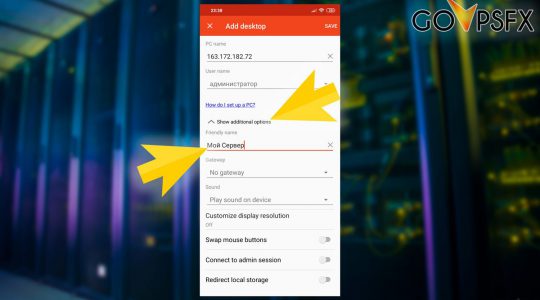 GOVPSFX
23:39
Add desktop
SAVE
PC name
163.172.182.72
User name
администратор
How do I set up a PC?
Show additional options
Friendly name
Мой Сервер
Gateway
No gateway
Sound
Play sound on device
Customize display resolution
Off
Swap mouse buttons
Connect to admin session
Redirect local storage